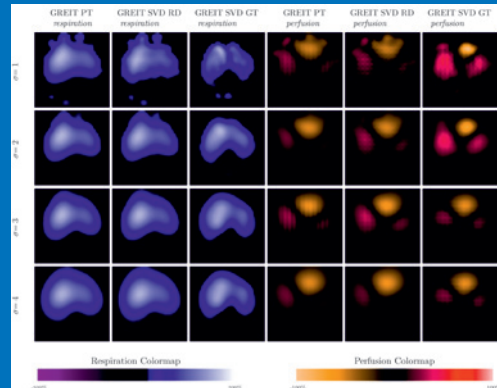 GREIT PT GREIT SVD RD GREIT SVD GT GREIT PT GREIT SVD RD GREIT SVD GT
respiration respiration respiration perfusion perfusion perfusion
σ = 1
σ = 2
σ = 3
σ = 4
Respiration Colormap Perfusion Colormap